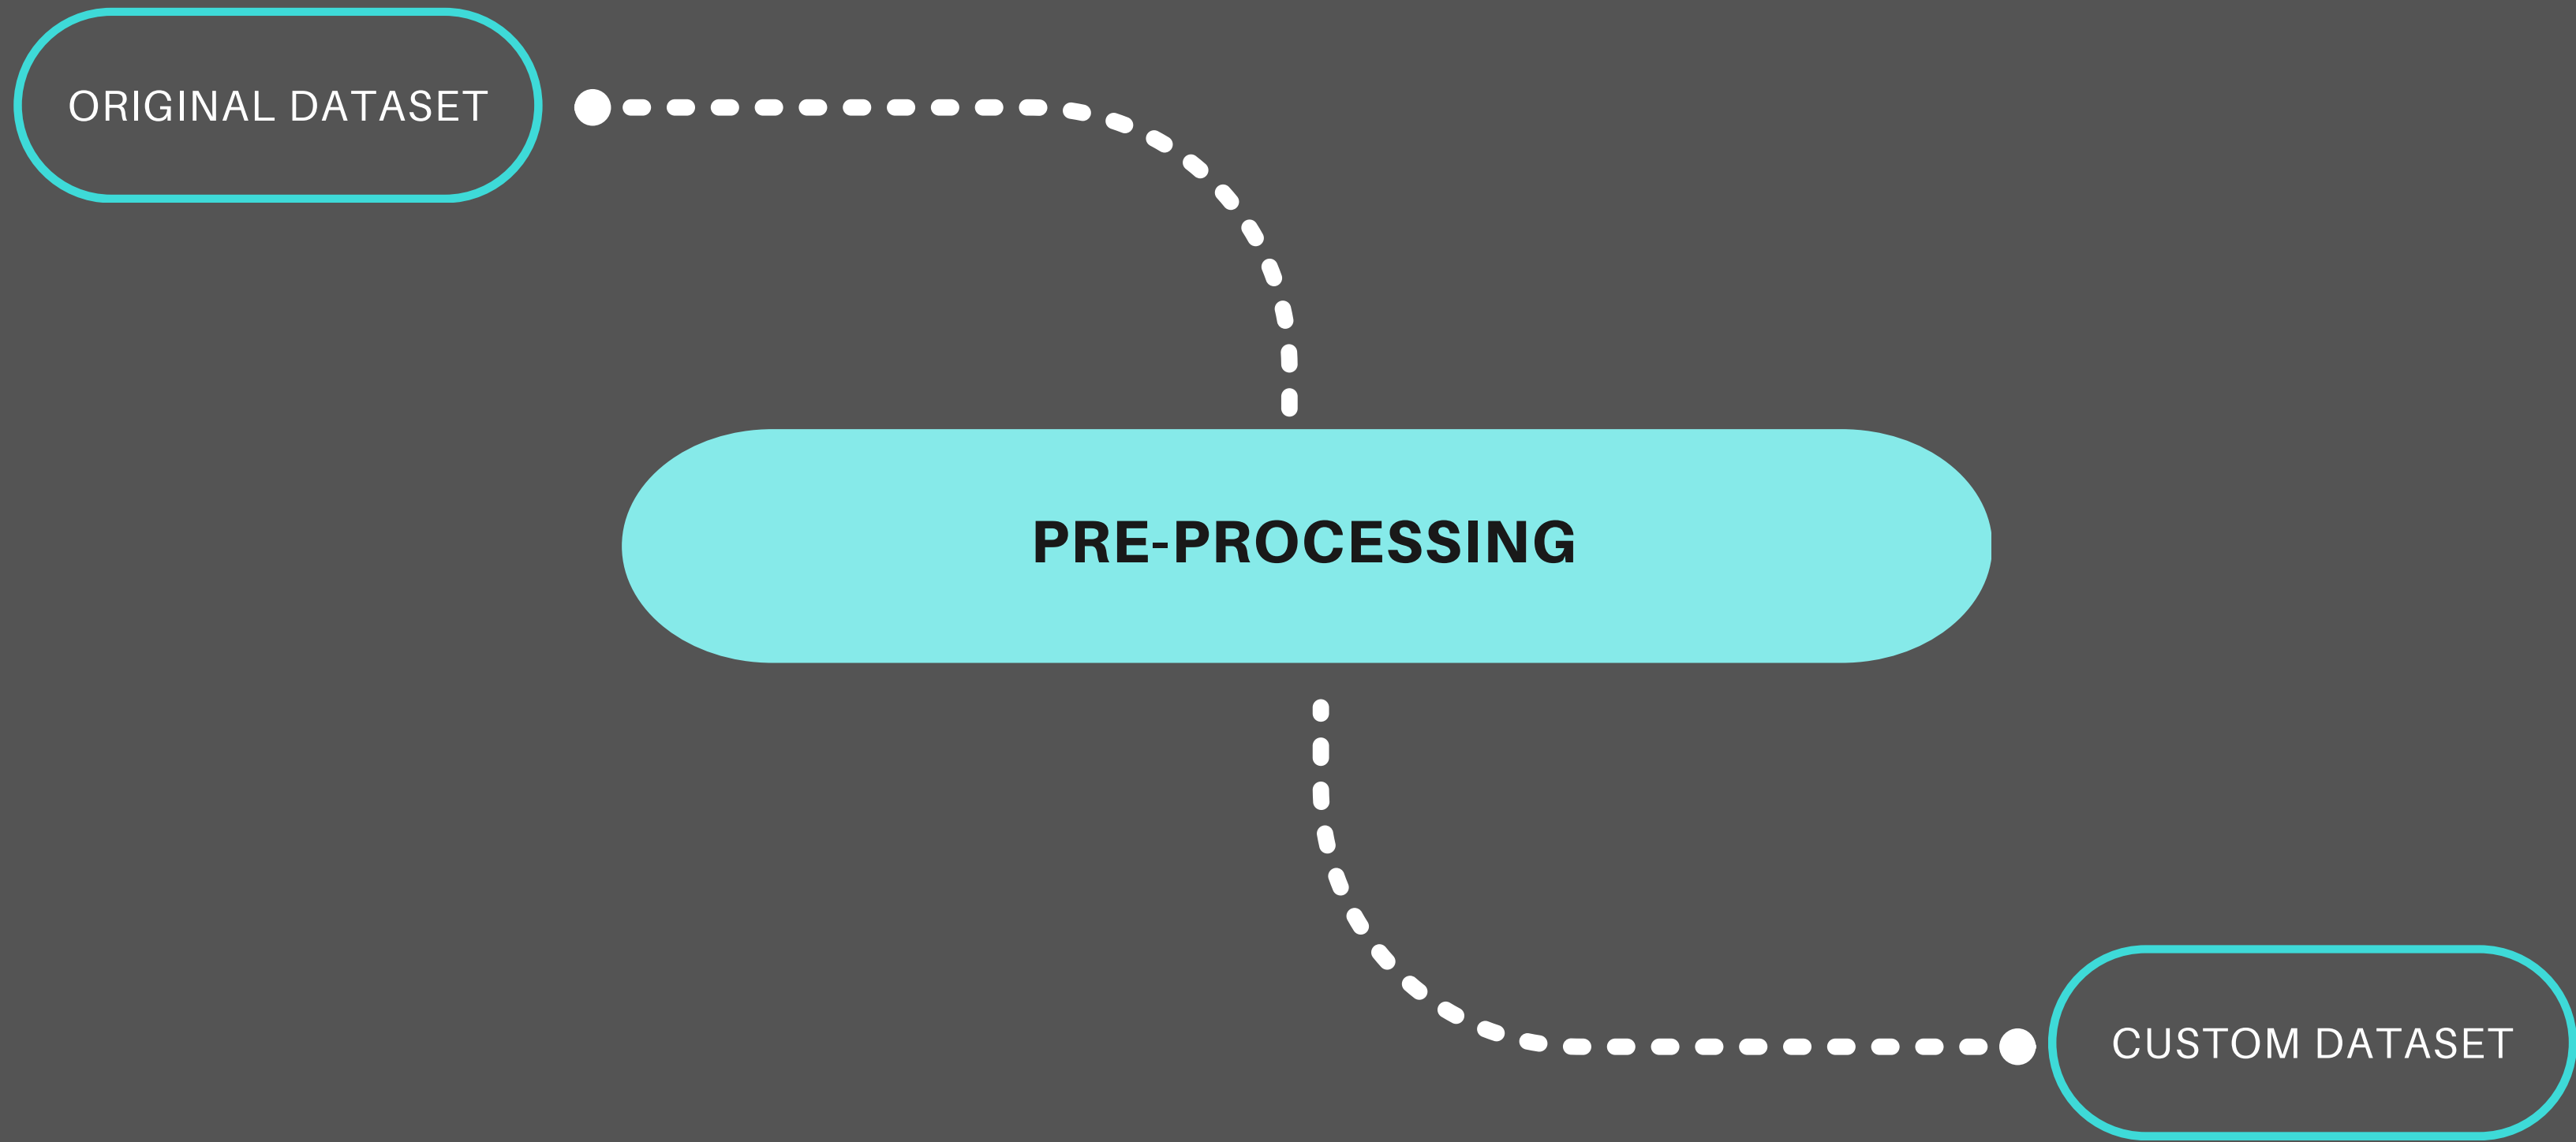 ORIGINAL DATASET
PRE-PROCESSING
CUSTOM DATASET